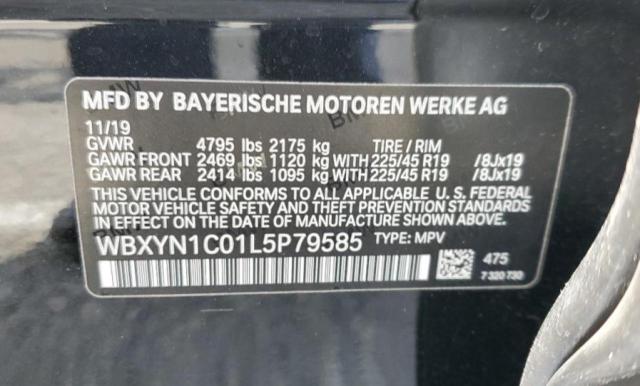 MFD BY BAYERISCHE MOTOREN WERKE AG
11/19
GVWR 4795 lbs 2175 kg TIRE / RIM
GAWR FRONT 2469 lbs 1120 kg WITH 225/45 R19 /8Jx19
GAWR REAR 2414 lbs 1095 kg WITH 225/45 R19 /8Jx19
THIS VEHICLE CONFORMS TO ALL APPLICABLE U. S. FEDERAL
MOTOR VEHICLE SAFETY AND THEFT PREVENTION STANDARDS
IN EFFECT ON THE DATE OF MANUFACTURE SHOWN ABOVE.
WBXYN1C01L5P79585 TYPE: MPV
475
7 320 730